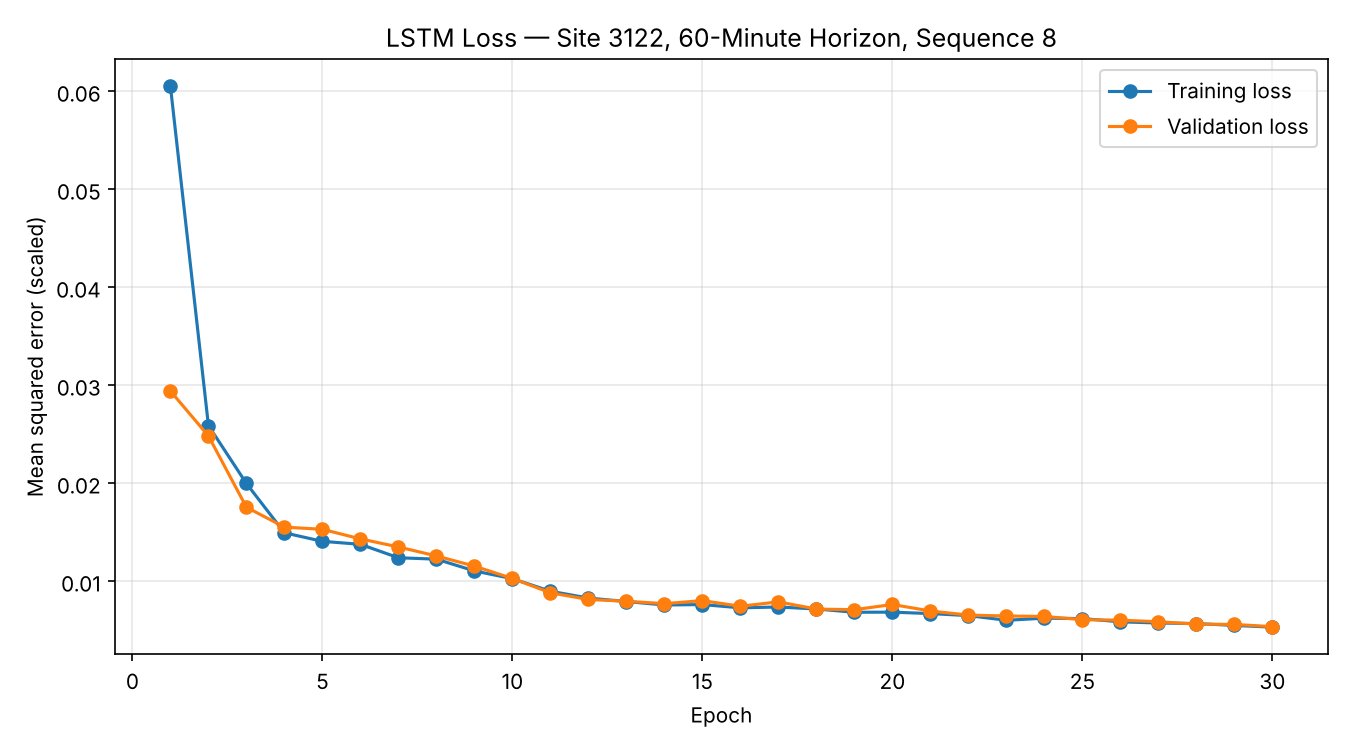 LSTM Loss — Site 3122, 60-Minute Horizon, Sequence 8
Training loss
Validation loss
Mean squared error (scaled)
0.06
0.05
0.04
0.03
0.02
0.01
0 5 10 15 20 25 30
Epoch